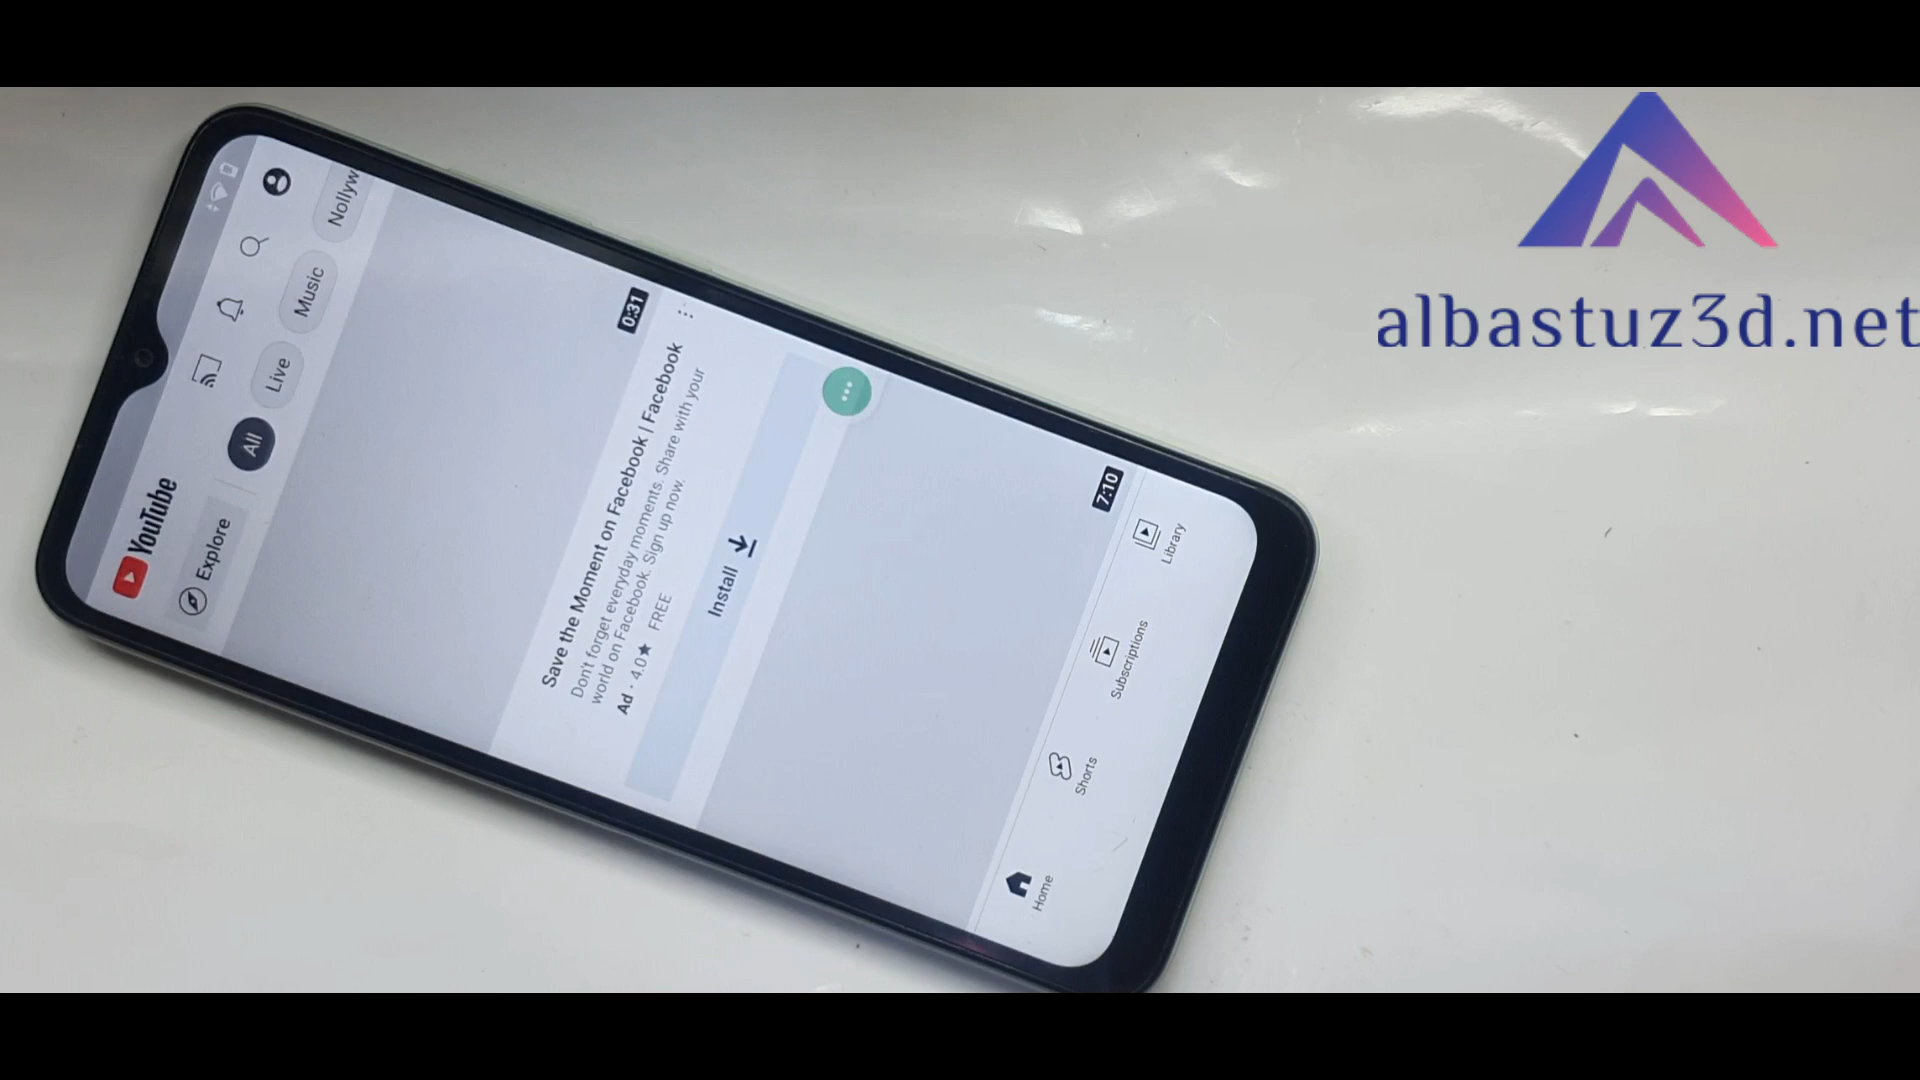 YouTube
Explore
All
Live
Music
Nollyw
0:31
Save the Moment on Facebook | Facebook
Don't forget everyday moments. Share with your
world on Facebook. Sign up now.
Ad · 4.0★ FREE
Install
7:10
Home
Shorts
Subscriptions
Library
albastuz3d.net